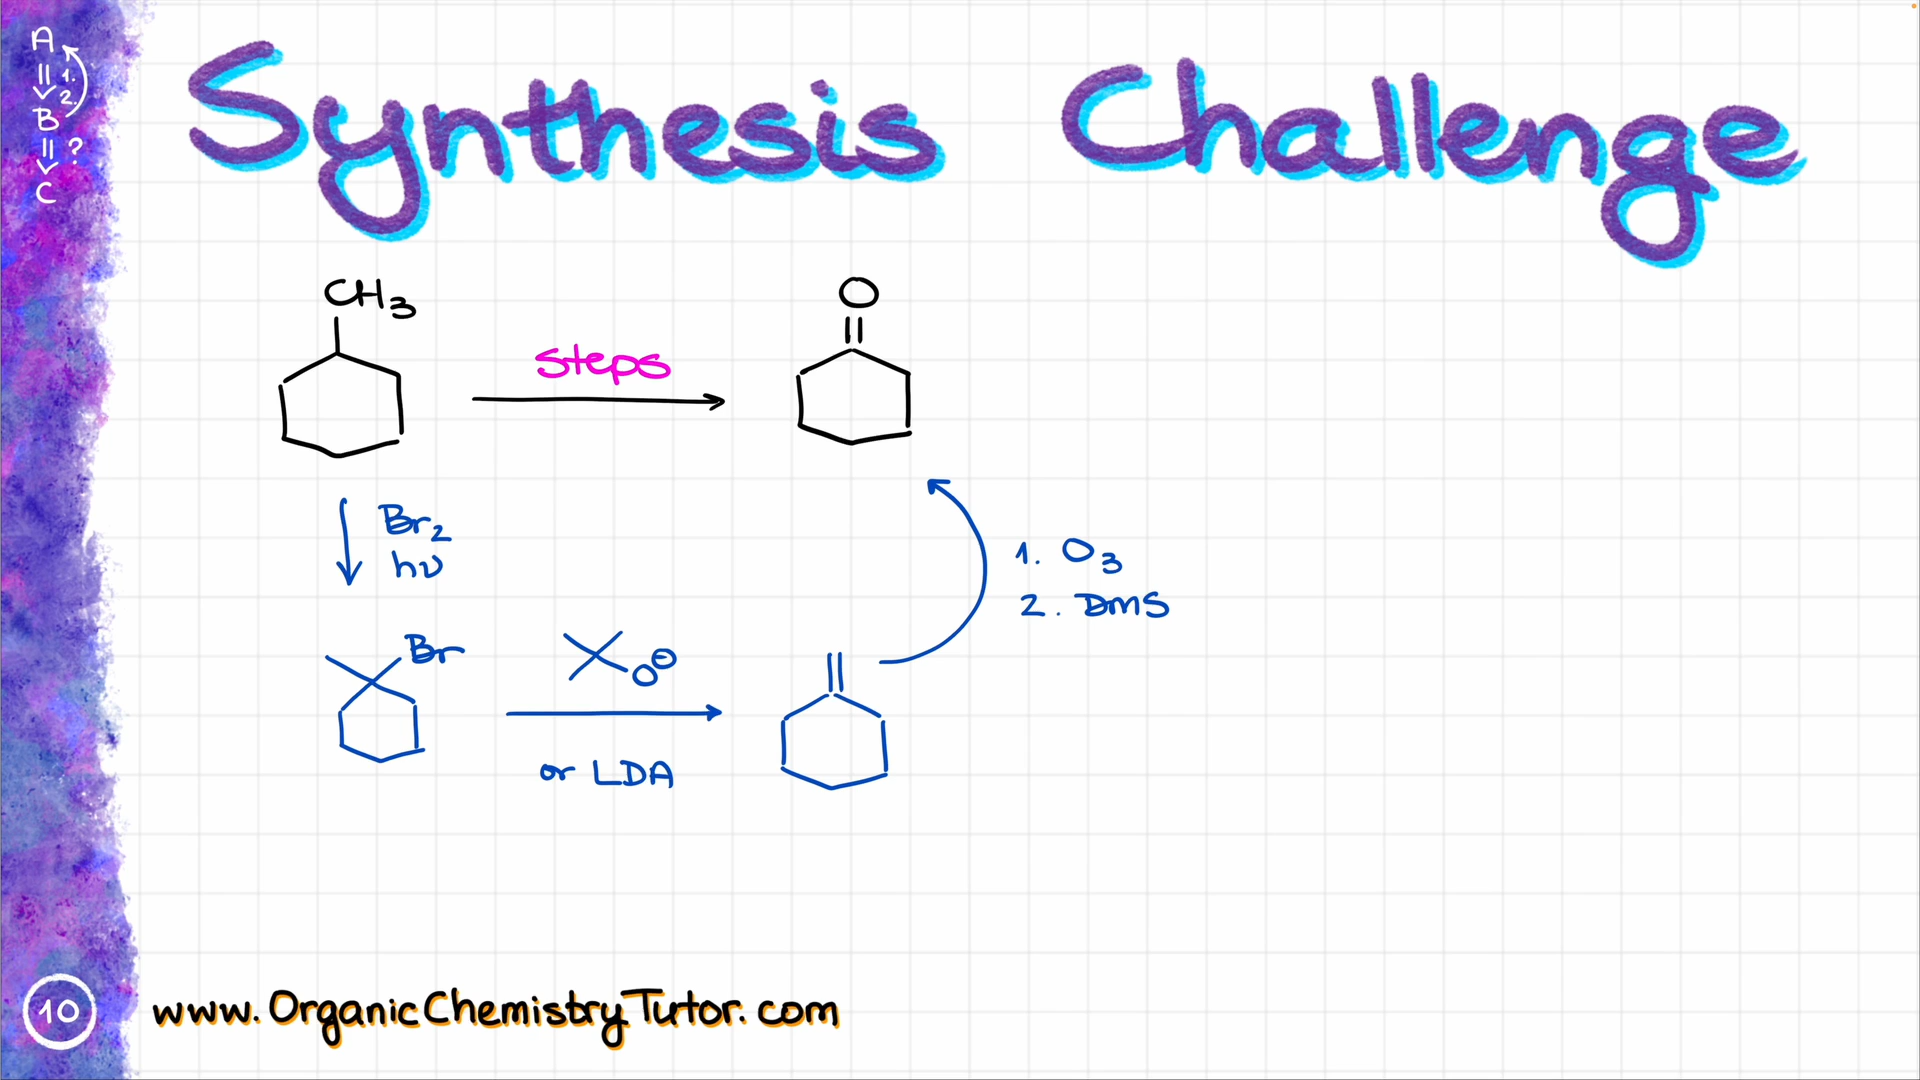 A
1.
2.
B
?
C
Synthesis Challenge
CH₃
O
steps
Br₂
hν
1. O₃
2. DMS
Br
O⊖
or LDA
10
www.OrganicChemistryTutor.com